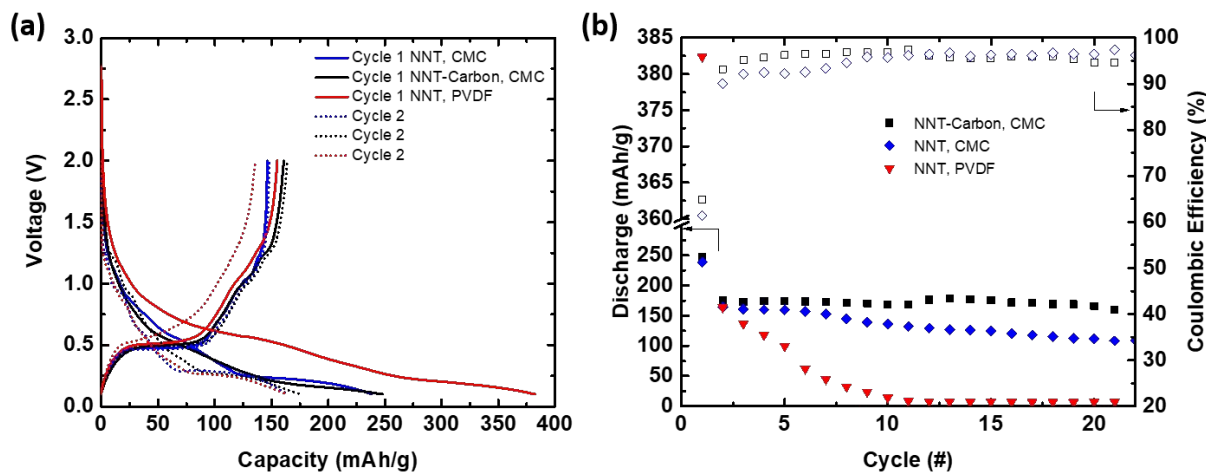 (a)
3.0
2.5
2.0
1.5
1.0
0.5
0.0
Voltage (V)
Cycle 1 NNT, CMC
Cycle 1 NNT-Carbon, CMC
Cycle 1 NNT, PVDF
Cycle 2
Cycle 2
Cycle 2
0 50 100 150 200 250 300 350 400
Capacity (mAh/g)
(b)
385
380
375
370
365
360
250
200
150
100
50
0
Discharge (mAh/g)
NNT-Carbon, CMC
NNT, CMC
NNT, PVDF
100
90
80
70
60
50
40
30
20
Coulombic Efficiency (%)
0 5 10 15 20
Cycle (#)